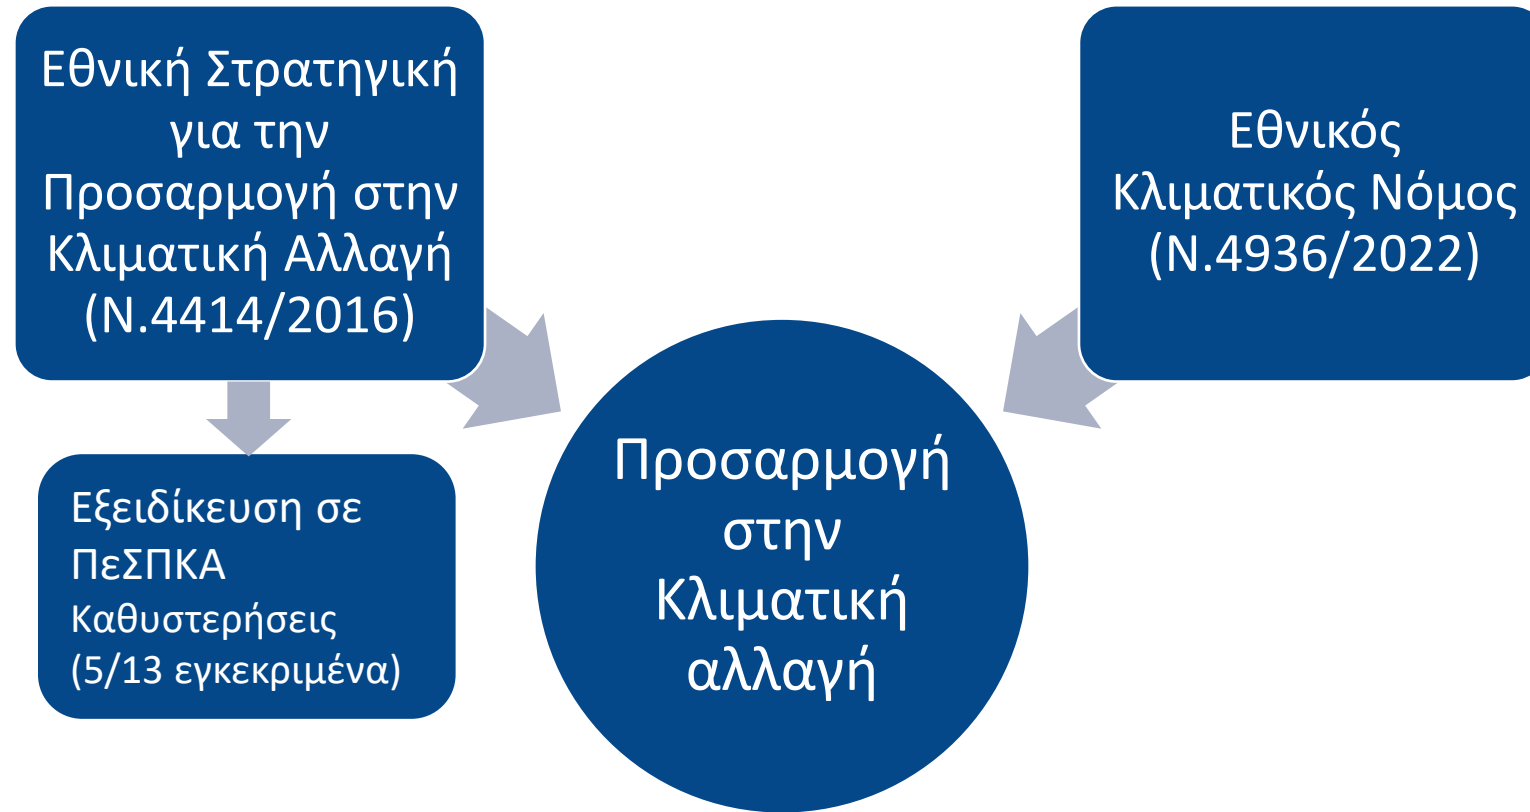 Εθνική Στρατηγική
για την
Προσαρμογή στην
Κλιματική Αλλαγή
(Ν.4414/2016)
Εθνικός
Κλιματικός Νόμος
(Ν.4936/2022)
Εξειδίκευση σε
ΠεΣΠΚΑ
Καθυστερήσεις
(5/13 εγκεκριμένα)
Προσαρμογή
στην
Κλιματική
αλλαγή